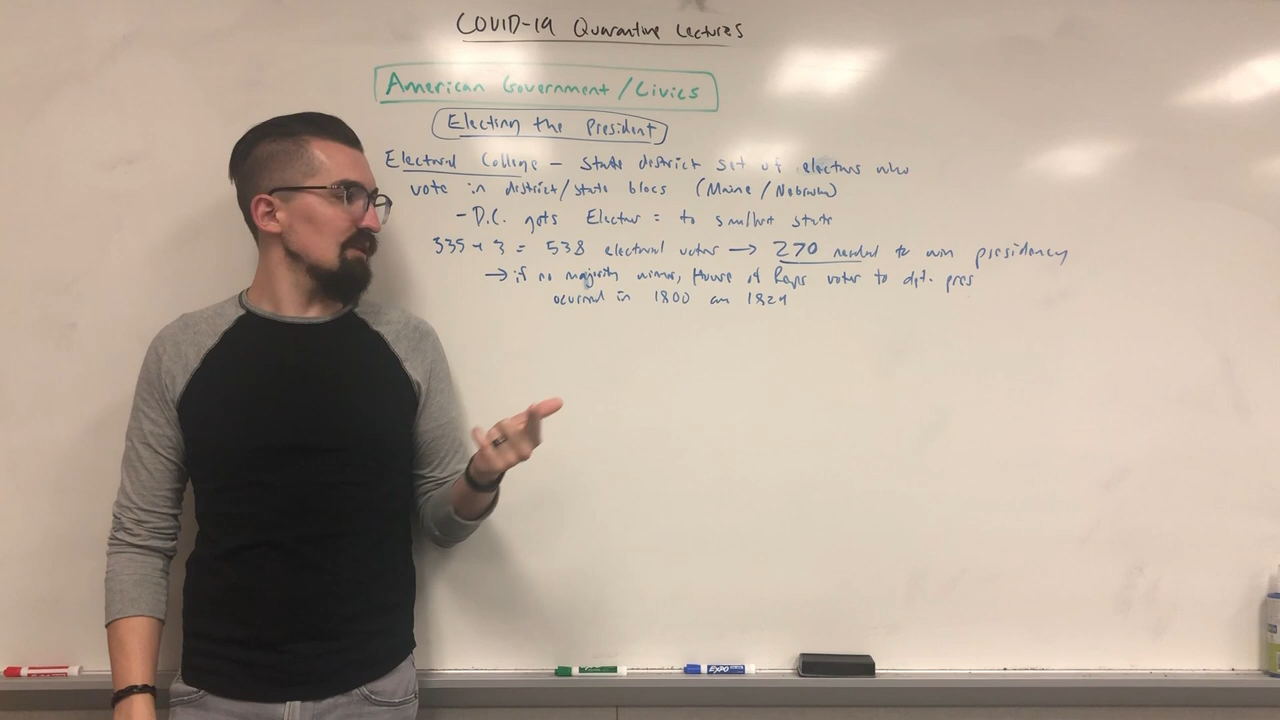 COVID-19 Quarantine Lectures
American Government/Civics
Electing the President
Electoral College – state district set of electors who
vote in district/state blocs (Maine/Nebraska)
- D.C. gets Electors = to smallest state
535 + 3 = 538 electoral votes → 270 needed to win presidency
→ if no majority winner, House of Reps votes to det. pres
occurred in 1800 and 1824
EXPO